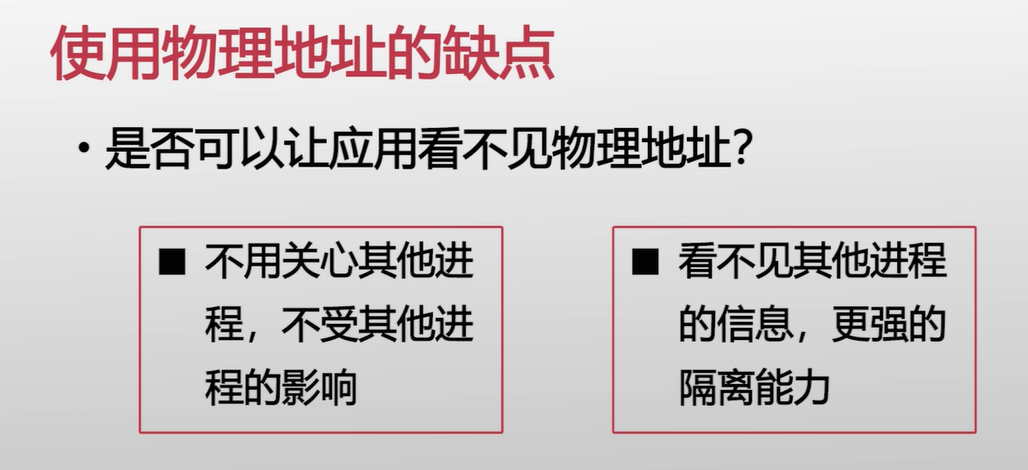 使用物理地址的缺点
• 是否可以让应用看不见物理地址？
■ 不用关心其他进
程，不受其他进
程的影响
■ 看不见其他进程
的信息，更强的
隔离能力